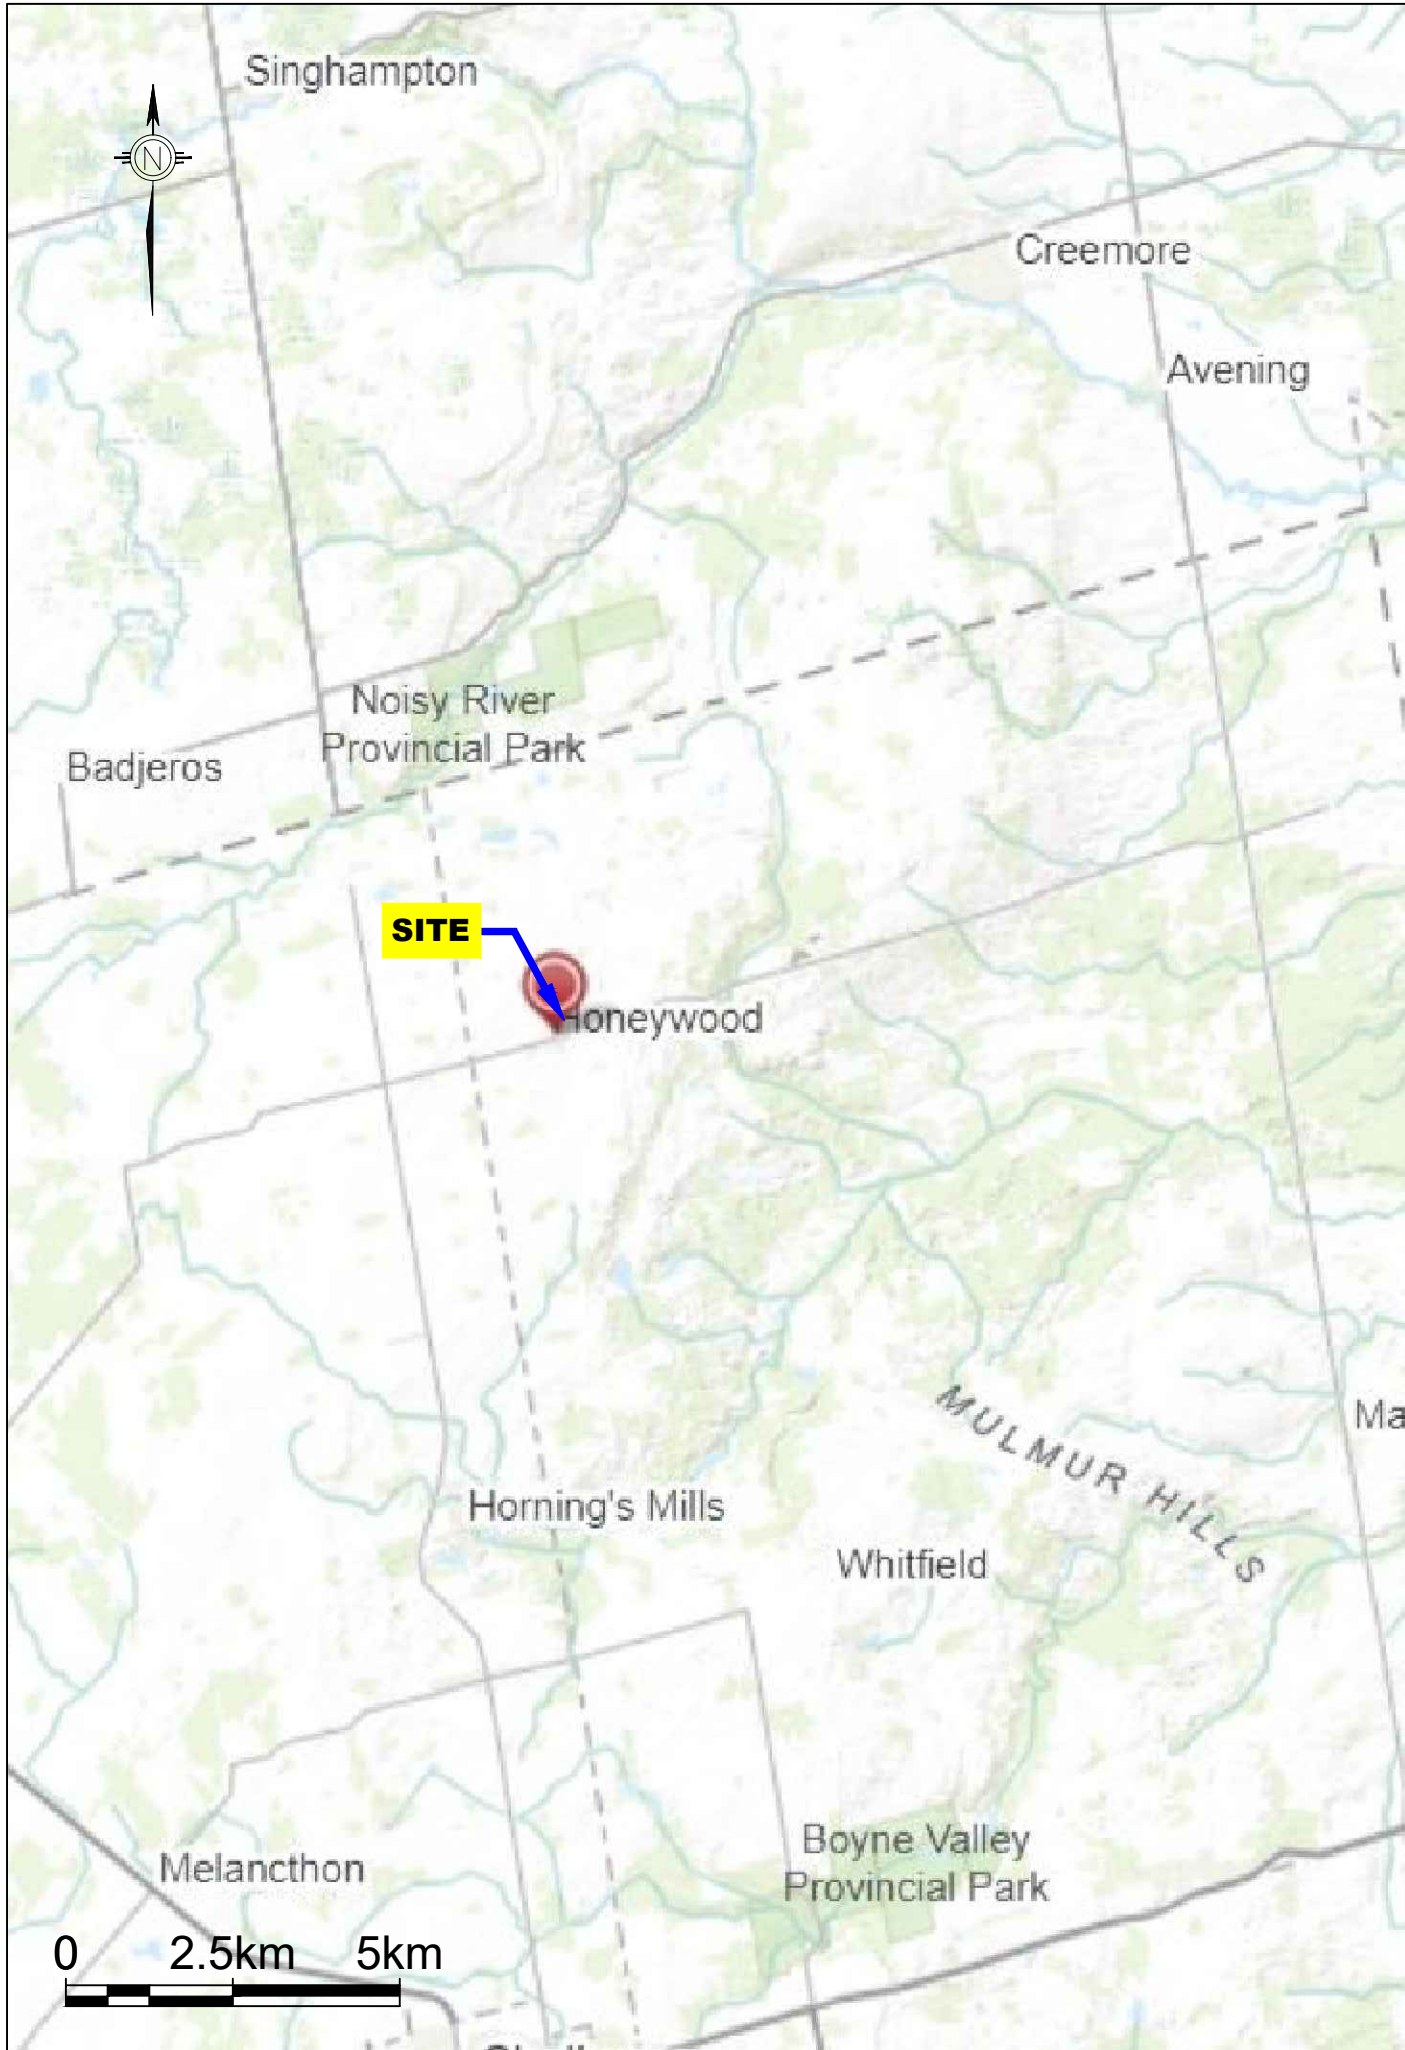 Singhampton
N
Creemore
Avening
Noisy River
Provincial Park
Badjeros
SITE
Honeywood
MULMUR HILLS
Ma
Horning's Mills
Whitfield
Boyne Valley
Provincial Park
Melancthon
0 2.5km 5km